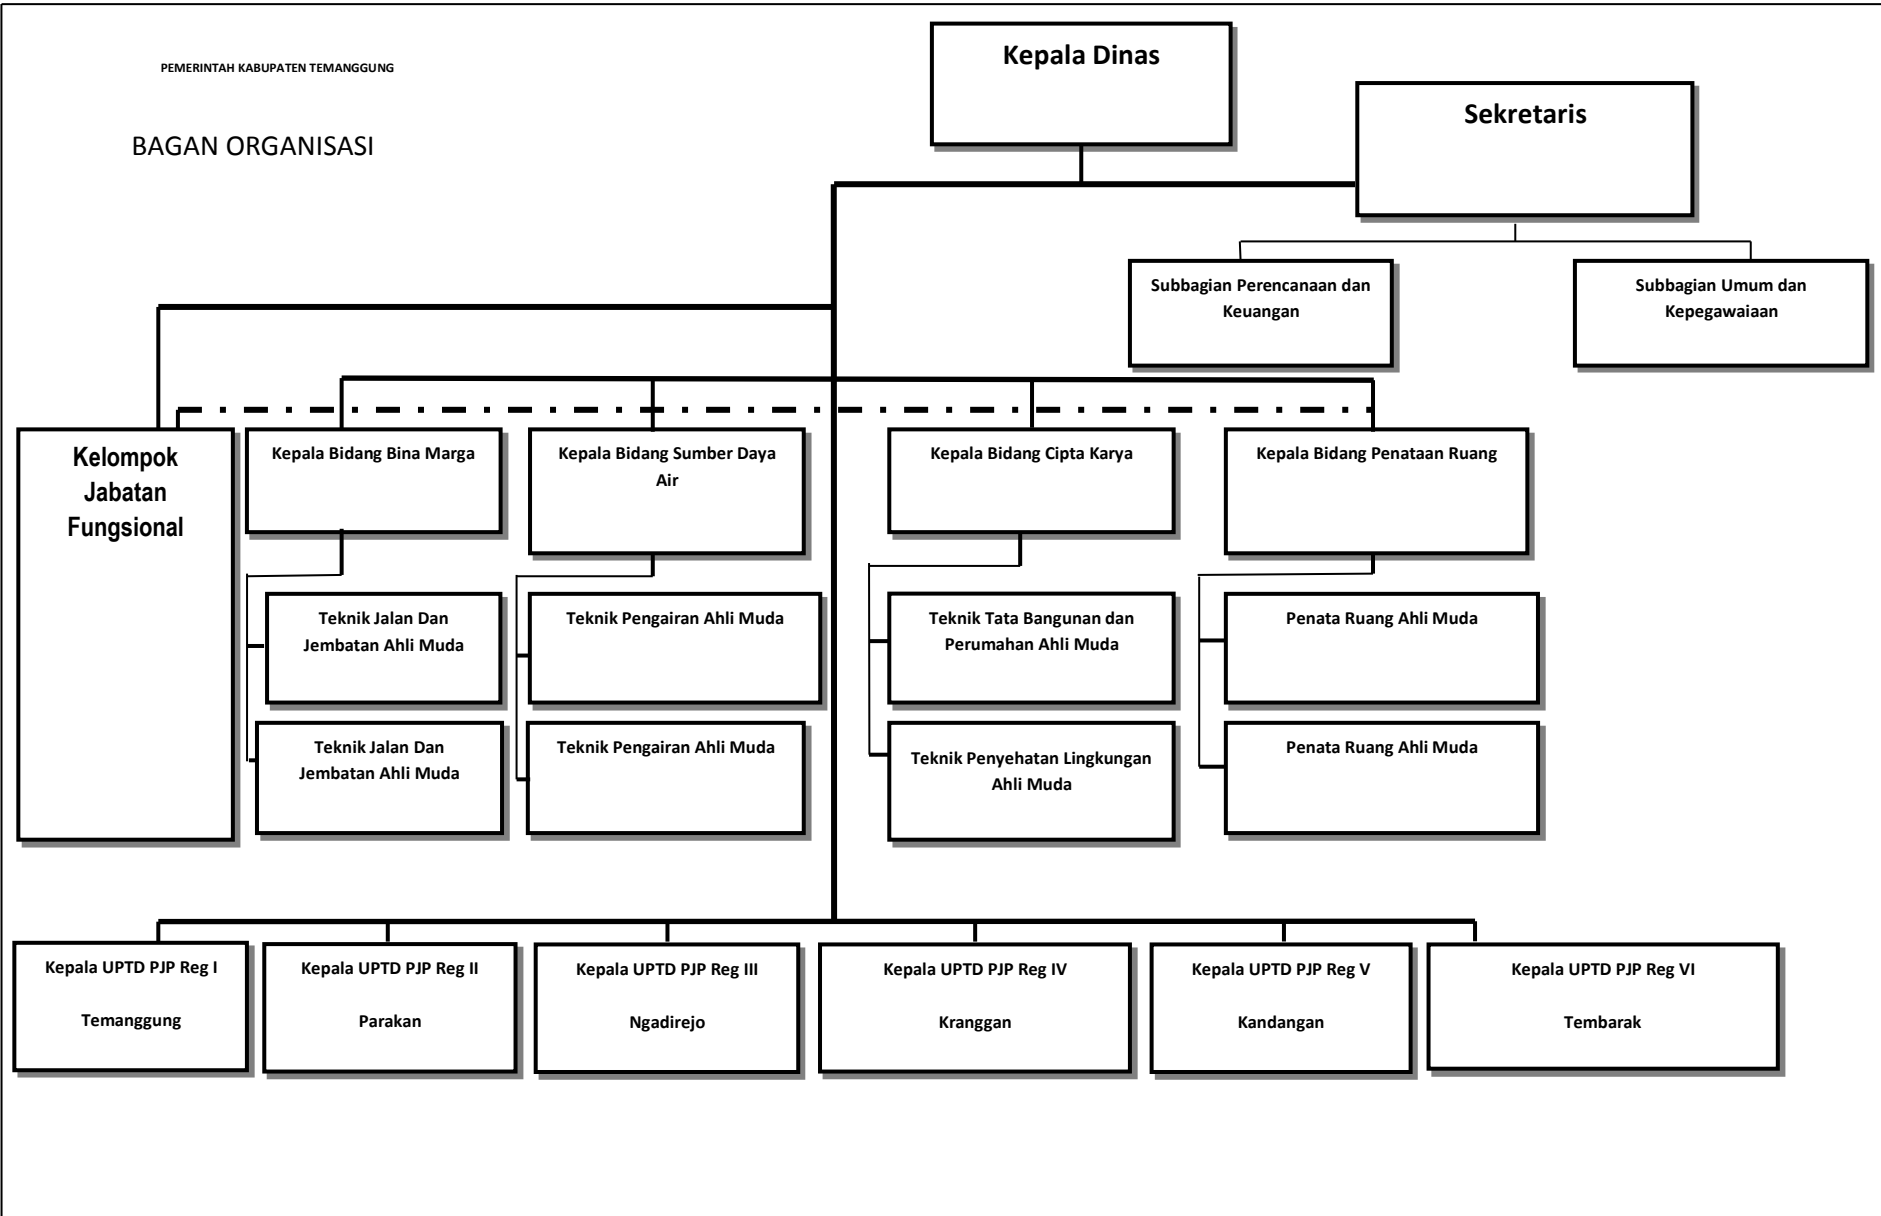 PEMERINTAH KABUPATEN TEMANGGUNG
BAGAN ORGANISASI
Kepala Dinas
Sekretaris
Subbagian Perencanaan dan
Keuangan
Subbagian Umum dan
Kepegawaiaan
Kelompok
Jabatan
Fungsional
Kepala Bidang Bina Marga
Kepala Bidang Sumber Daya
Air
Kepala Bidang Cipta Karya
Kepala Bidang Penataan Ruang
Teknik Jalan Dan
Jembatan Ahli Muda
Teknik Pengairan Ahli Muda
Teknik Tata Bangunan dan
Perumahan Ahli Muda
Penata Ruang Ahli Muda
Teknik Jalan Dan
Jembatan Ahli Muda
Teknik Pengairan Ahli Muda
Teknik Penyehatan Lingkungan
Ahli Muda
Penata Ruang Ahli Muda
Kepala UPTD PJP Reg I
Temanggung
Kepala UPTD PJP Reg II
Parakan
Kepala UPTD PJP Reg III
Ngadirejo
Kepala UPTD PJP Reg IV
Kranggan
Kepala UPTD PJP Reg V
Kandangan
Kepala UPTD PJP Reg VI
Tembarak